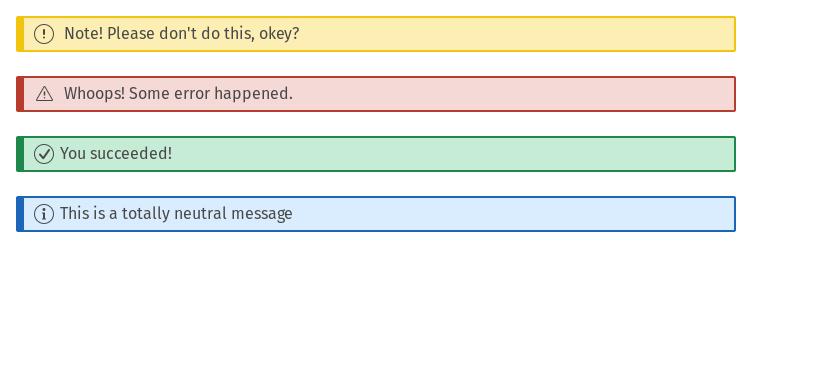 Note! Please don't do this, okey?
Whoops! Some error happened.
You succeeded!
This is a totally neutral message